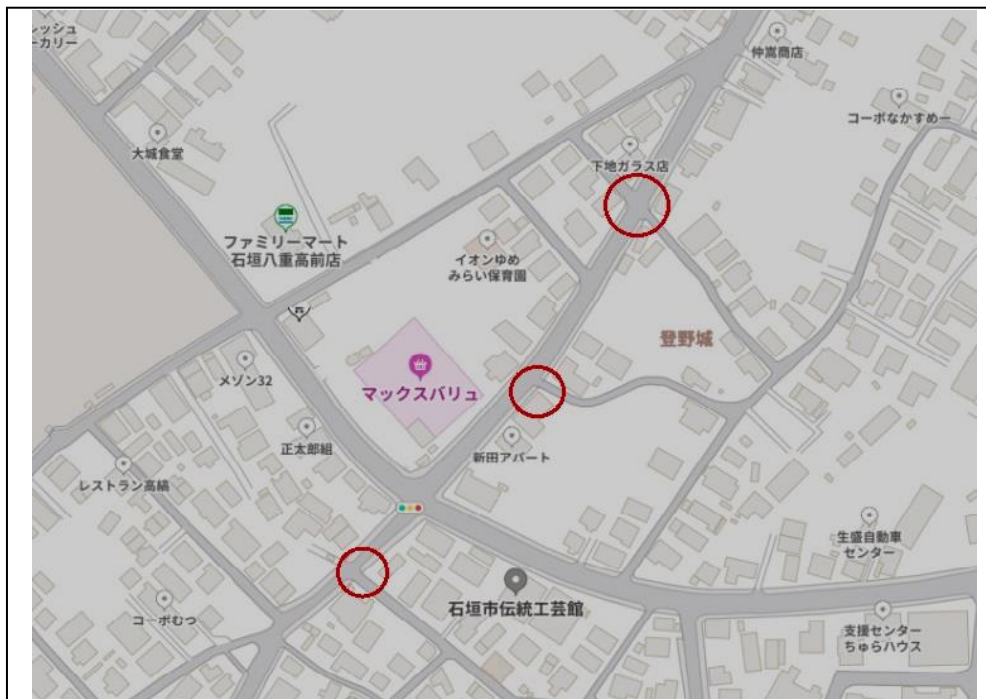 レッシュ
ーカリー
仲嵩商店
コーポなかすめー
大城食堂
下地ガラス店
ファミリーマート
石垣八重高前店
イオンゆめ
みらい保育園
登野城
メゾン32
マックスバリュ
正太郎組
新田アパート
レストラン高縞
生盛自動車
センター
石垣市伝統工芸館
コーポむつ
支援センター
ちゅらハウス